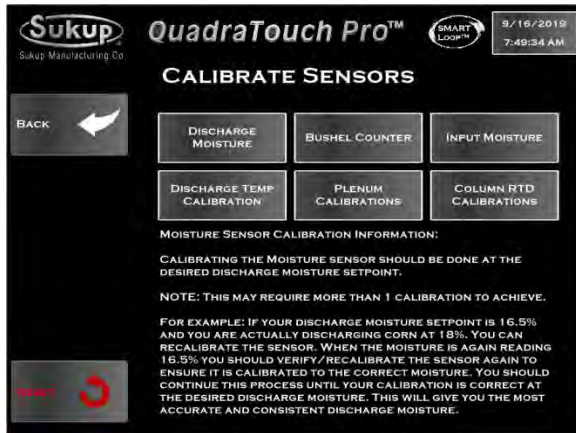 Sukup
Sukup Manufacturing Co.
QuadraTouch Pro™
SMART
LOOP™
9/16/2019
7:49:34 AM
CALIBRATE SENSORS
BACK
DISCHARGE
MOISTURE
BUSHEL COUNTER
INPUT MOISTURE
DISCHARGE TEMP
CALIBRATION
PLENUM
CALIBRATIONS
COLUMN RTD
CALIBRATIONS
MOISTURE SENSOR CALIBRATION INFORMATION:
CALIBRATING THE MOISTURE SENSOR SHOULD BE DONE AT THE
DESIRED DISCHARGE MOISTURE SETPOINT.
NOTE: THIS MAY REQUIRE MORE THAN 1 CALIBRATION TO ACHIEVE.
FOR EXAMPLE: IF YOUR DISCHARGE MOISTURE SETPOINT IS 16.5%
AND YOU ARE ACTUALLY DISCHARGING CORN AT 18%. YOU CAN
RECALIBRATE THE SENSOR. WHEN THE MOISTURE IS AGAIN READING
16.5% YOU SHOULD VERIFY/RECALIBRATE THE SENSOR AGAIN TO
ENSURE IT IS CALIBRATED TO THE CORRECT MOISTURE. YOU SHOULD
CONTINUE THIS PROCESS UNTIL YOUR CALIBRATION IS CORRECT AT
THE DESIRED DISCHARGE MOISTURE. THIS WILL GIVE YOU THE MOST
ACCURATE AND CONSISTENT DISCHARGE MOISTURE.
RESET